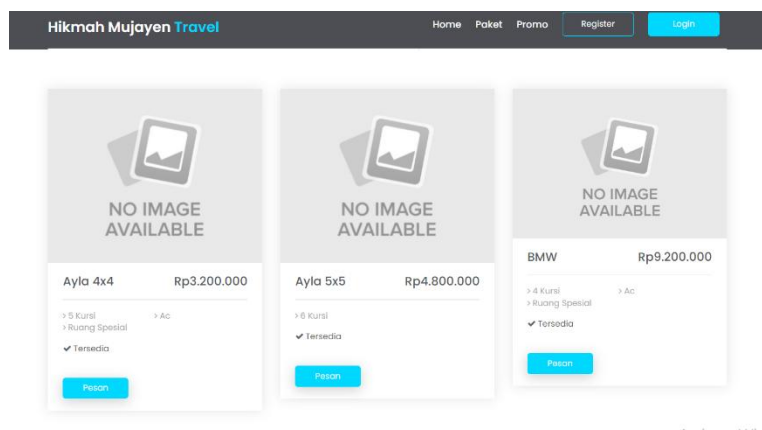 Hikmah Mujayen Travel
Home Paket Promo Register Login
NO IMAGE
AVAILABLE
Ayla 4x4 Rp3.200.000
> 5 Kursi > Ac
> Ruang Spesial
✔ Tersedia
Pesan
NO IMAGE
AVAILABLE
Ayla 5x5 Rp4.800.000
> 6 Kursi
✔ Tersedia
Pesan
NO IMAGE
AVAILABLE
BMW Rp9.200.000
> 4 Kursi > Ac
> Ruang Spesial
✔ Tersedia
Pesan